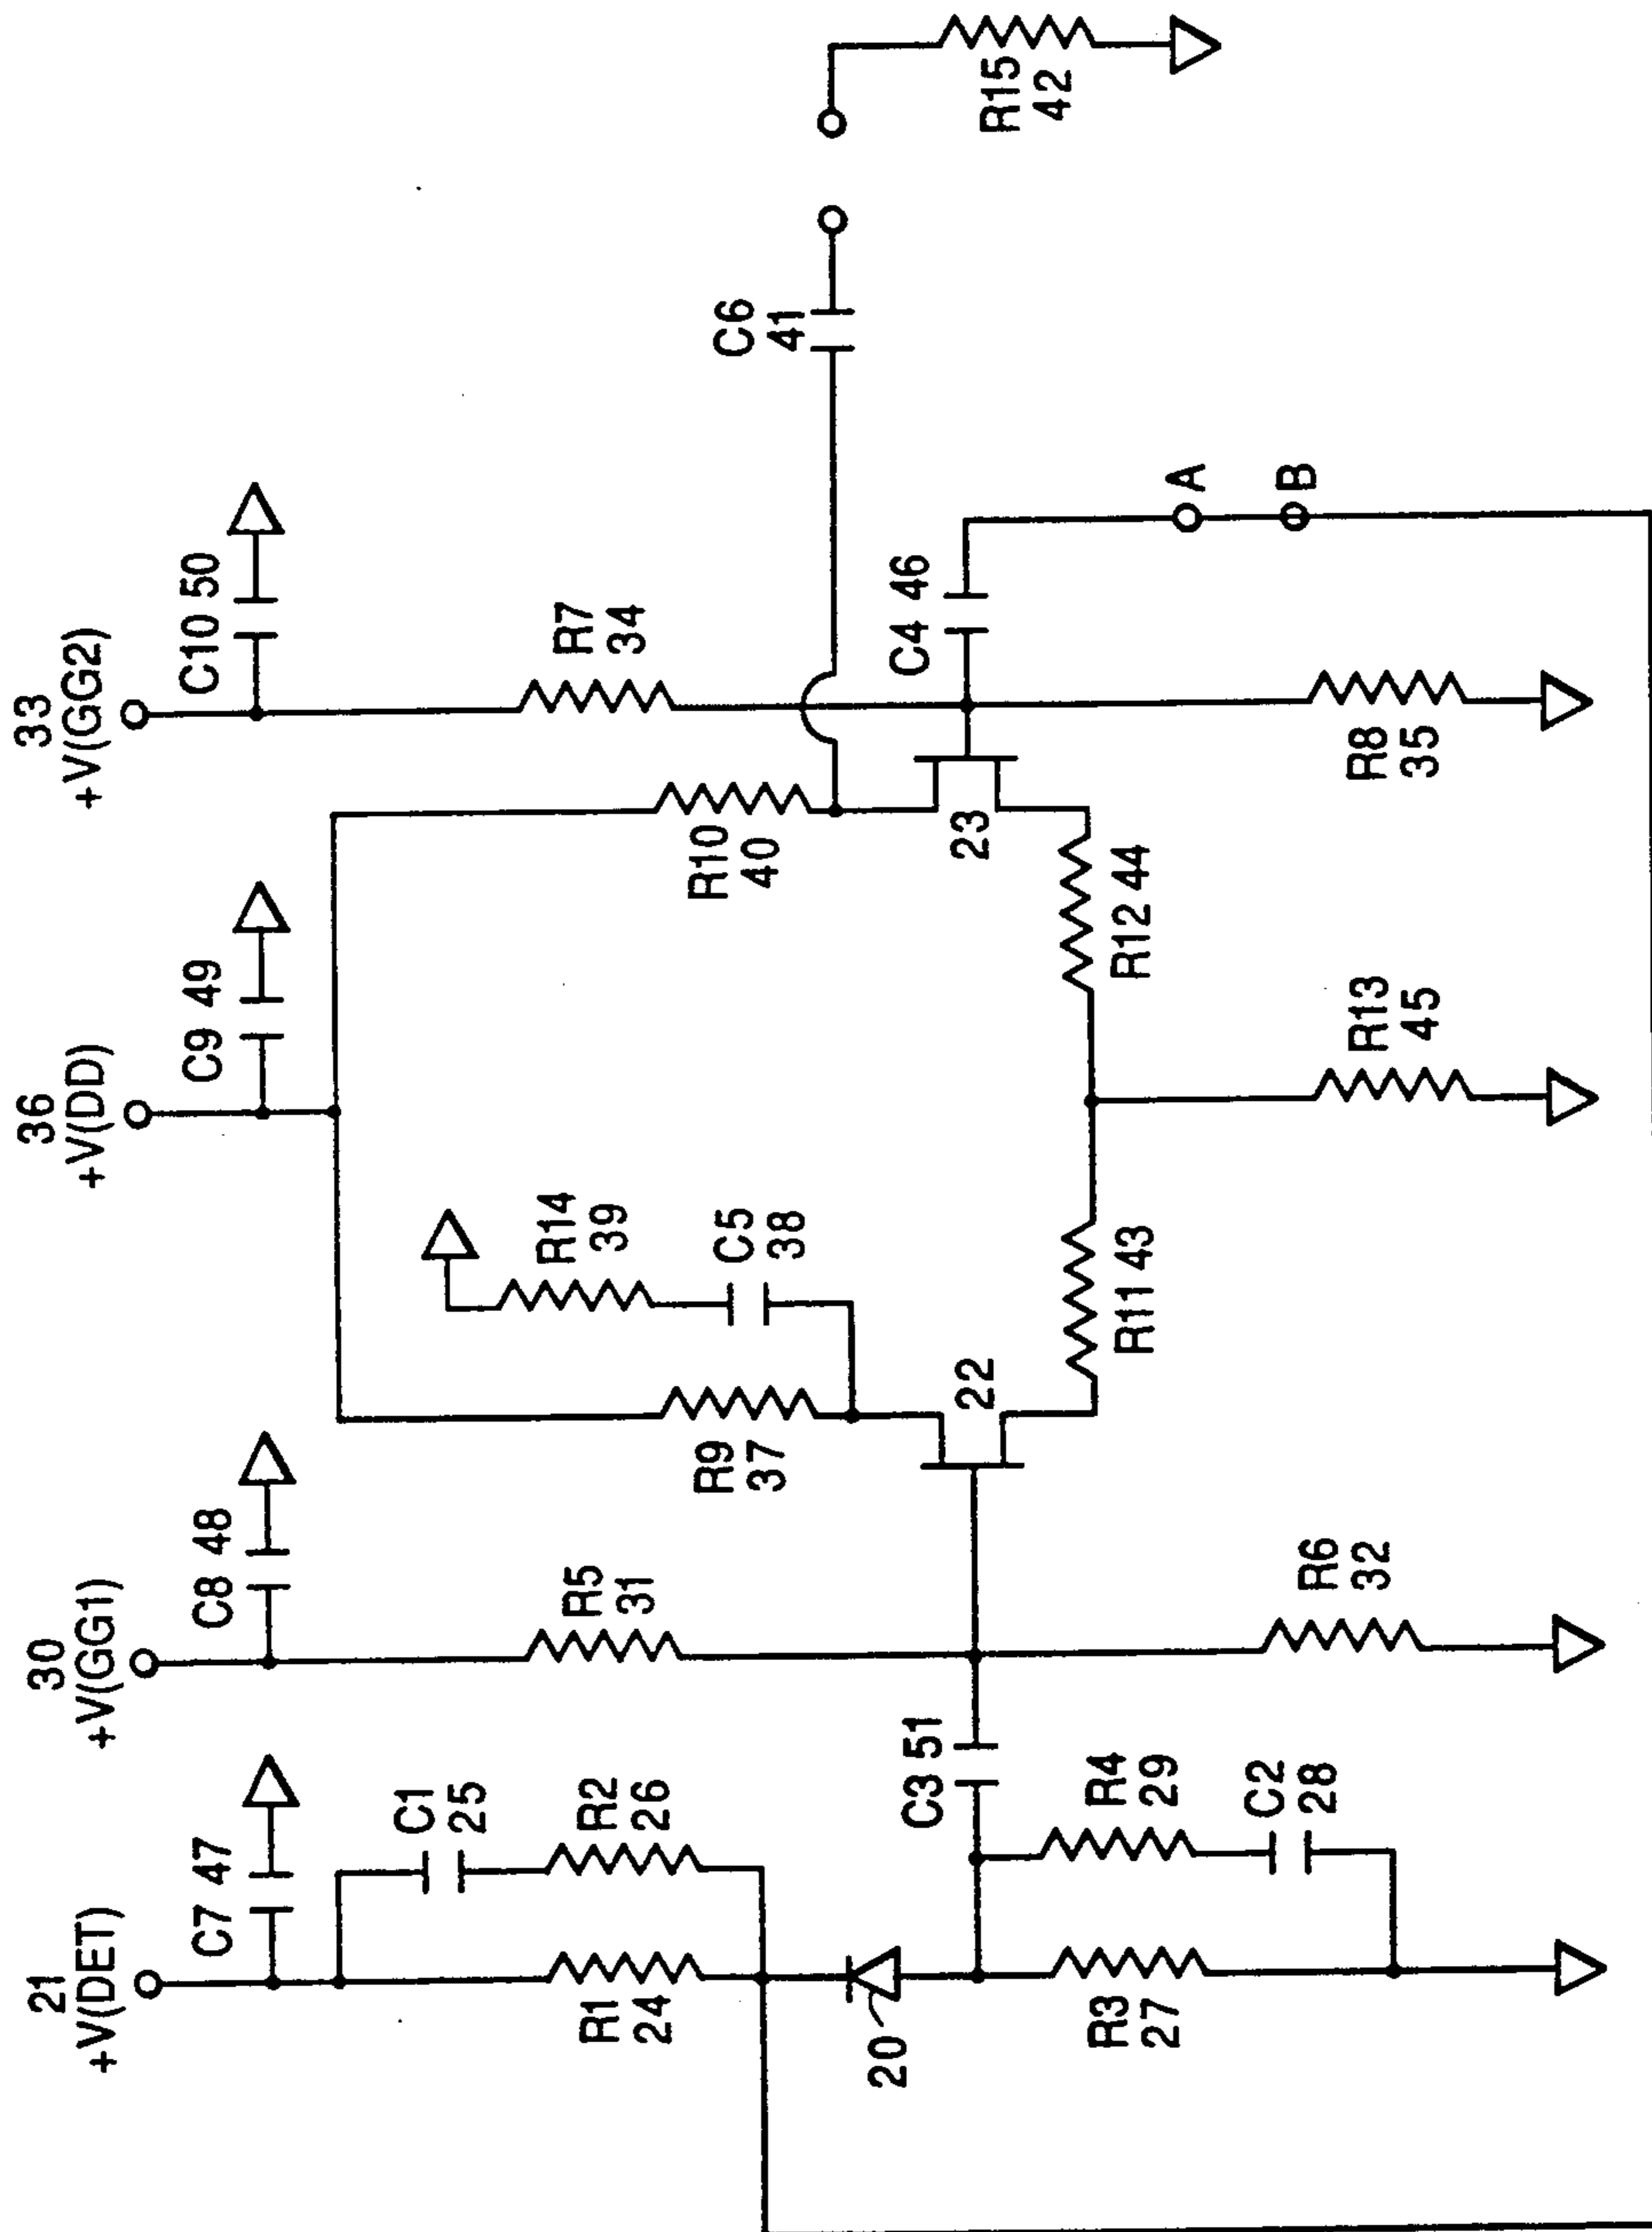 21
+V(DET)
C7 47
C1
25
R1
24
R2
26
20
R3
27
R4
29
C2
28
C3 51
30
+V(GG1)
C8 48
R5
31
R6
32
R9
37
22
R14
39
C5
38
R11 43
36
+V(DD)
C9 49
R13
45
R12 44
R10
40
23
33
+V(GG2)
C10 50
R7
34
C4 46
R8
35
A
B
C6
41
R15
42